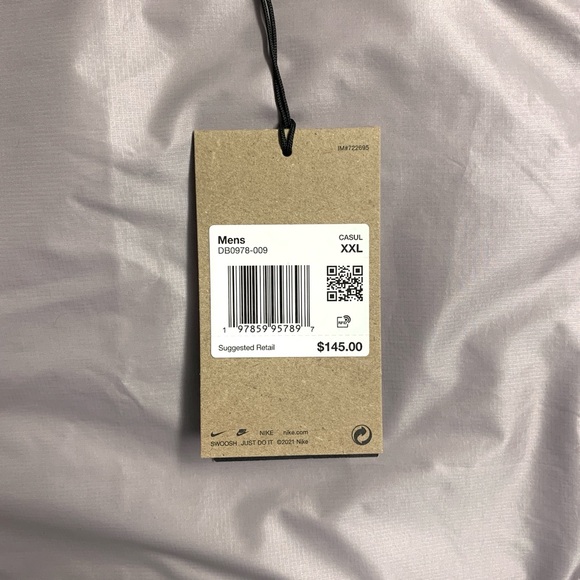 IM#722695
Mens CASUL
DB0978-009 XXL
1 97859 95789 7
Suggested Retail $145.00
NIKE nike.com
SWOOSH JUST DO IT ©2021 Nike